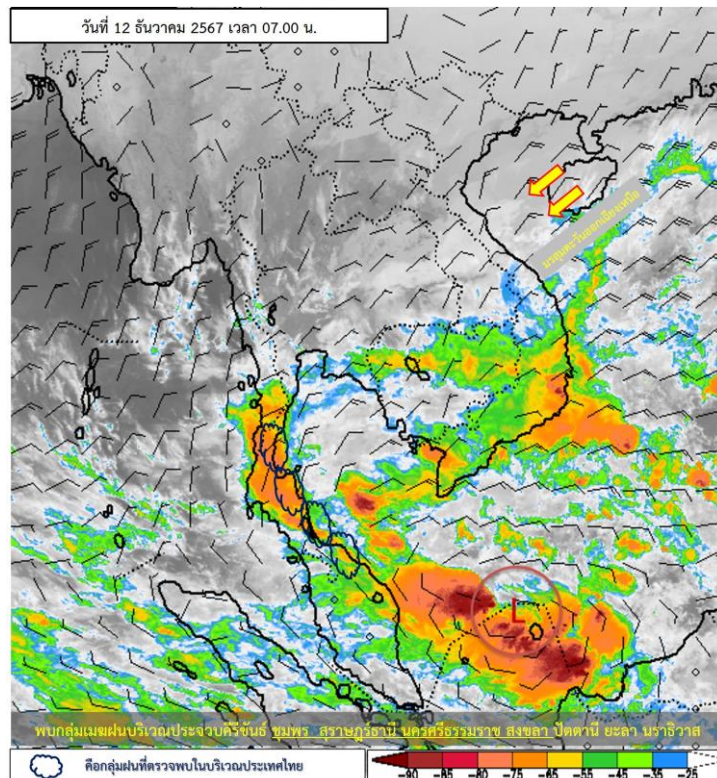 วันที่ 12 ธันวาคม 2567 เวลา 07.00 น.
มรสุมตะวันออกเฉียงเหนือ
L
พบกลุ่มเมฆฝนบริเวณประจวบคีรีขันธ์ ชุมพร สุราษฎร์ธานี นครศรีธรรมราช สงขลา ปัตตานี ยะลา นราธิวาส
คือกลุ่มฝนที่ตรวจพบในบริเวณประเทศไทย
-90 -85 -80 -75 -65 -55 -45 -35 -25